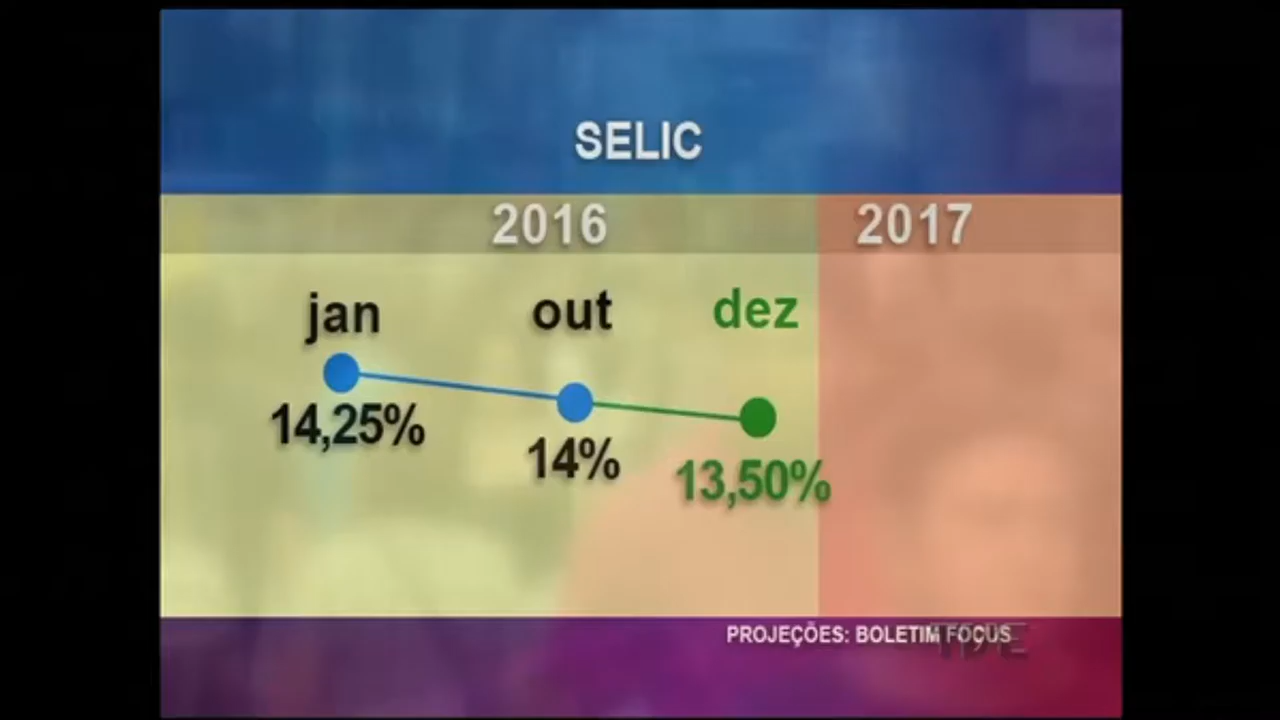 SELIC
2016 2017
jan out dez
14,25% 14% 13,50%
PROJEÇÕES: BOLETIM FOCUS